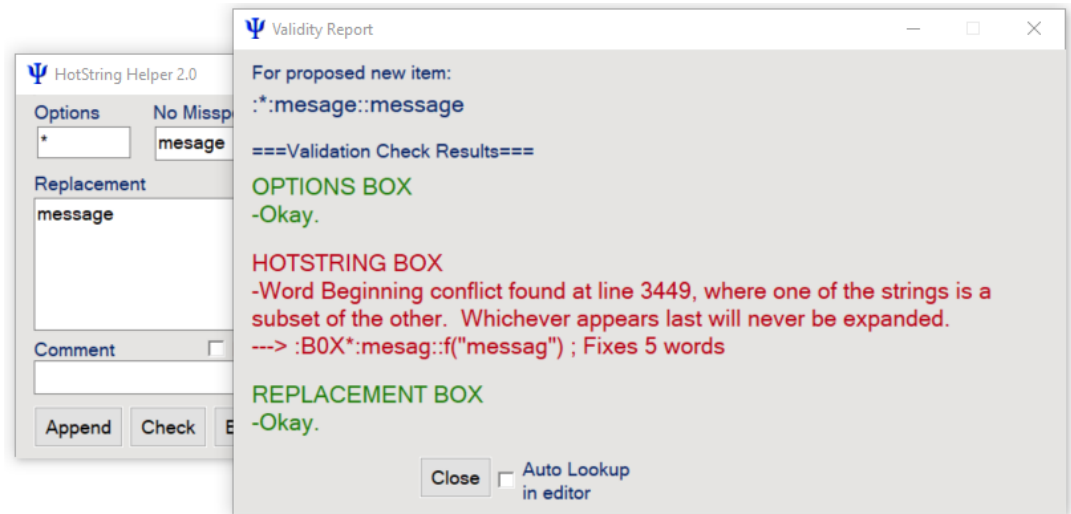 Validity Report
For proposed new item:
:*:mesage::message
===Validation Check Results===
OPTIONS BOX
-Okay.
HOTSTRING BOX
-Word Beginning conflict found at line 3449, where one of the strings is a
subset of the other.  Whichever appears last will never be expanded.
---> :B0X*:mesag::f("messag") ; Fixes 5 words
REPLACEMENT BOX
-Okay.
Close
Auto Lookup
in editor
HotString Helper 2.0
Options No
*
mesage
Replacement
message
Comment
Append Check